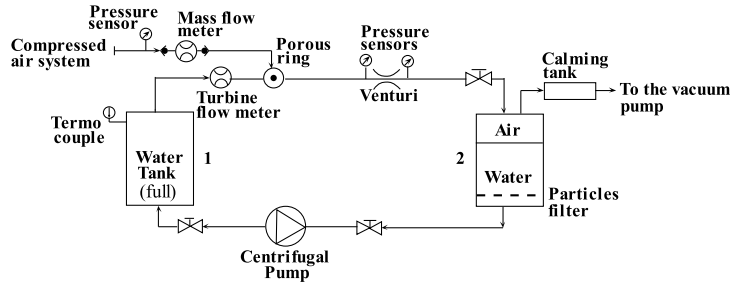 Pressure
sensor
Mass flow
meter
Compressed
air system
Porous
ring
Pressure
sensors
Calming
tank
To the vacuum
pump
Turbine
flow meter
Venturi
Termo
couple
Water
Tank
(full)
1
2
Air
Water
Particles
filter
Centrifugal
Pump